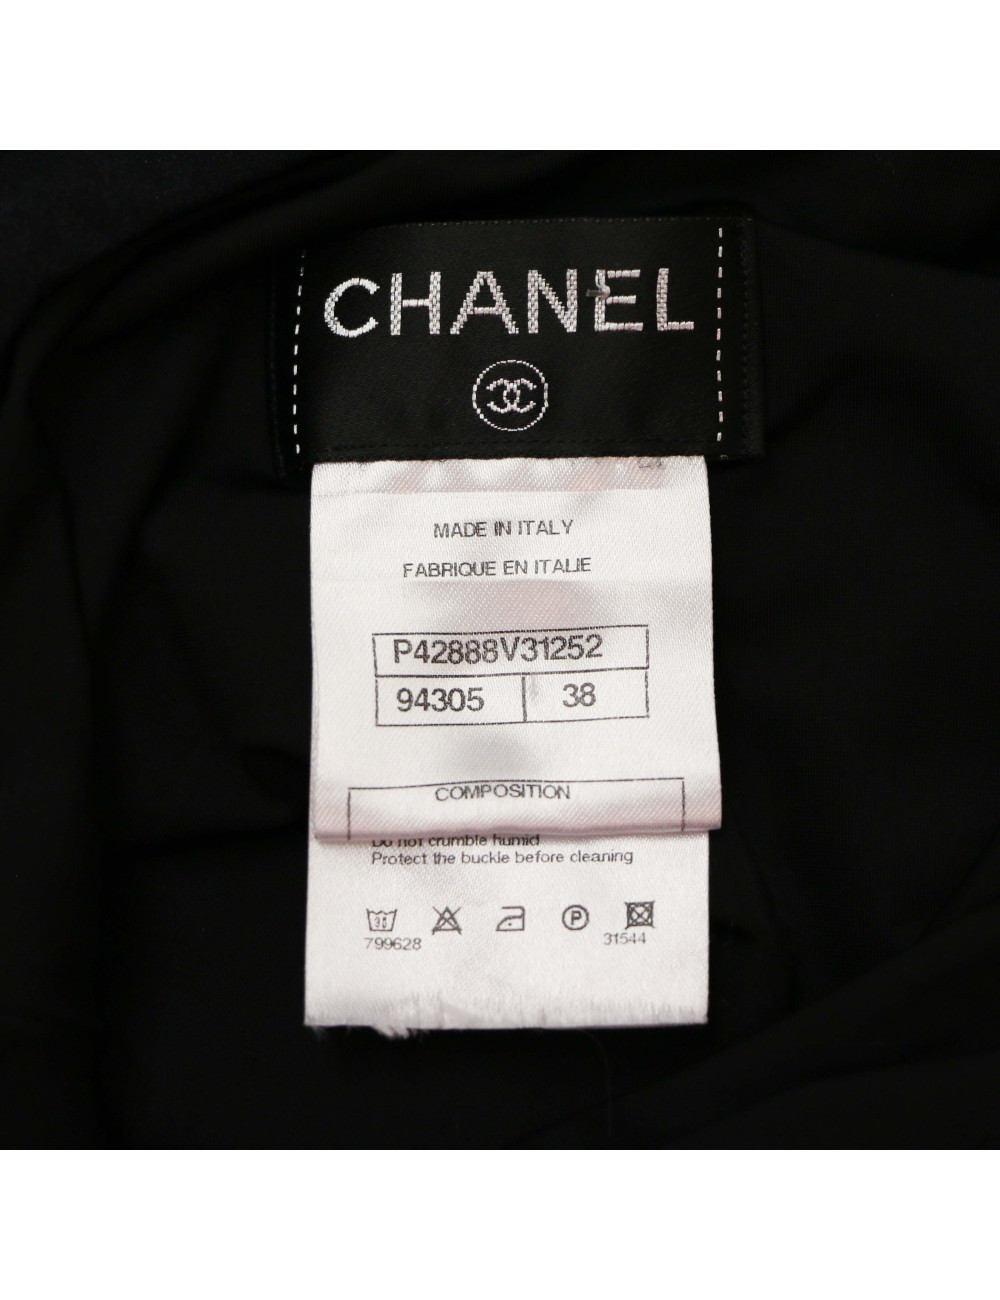 CHANEL
MADE IN ITALY
FABRIQUE EN ITALIE
P42888V31252
94305 38
COMPOSITION
Do not crumble humid
Protect the buckle before cleaning
30 P
799628 31544